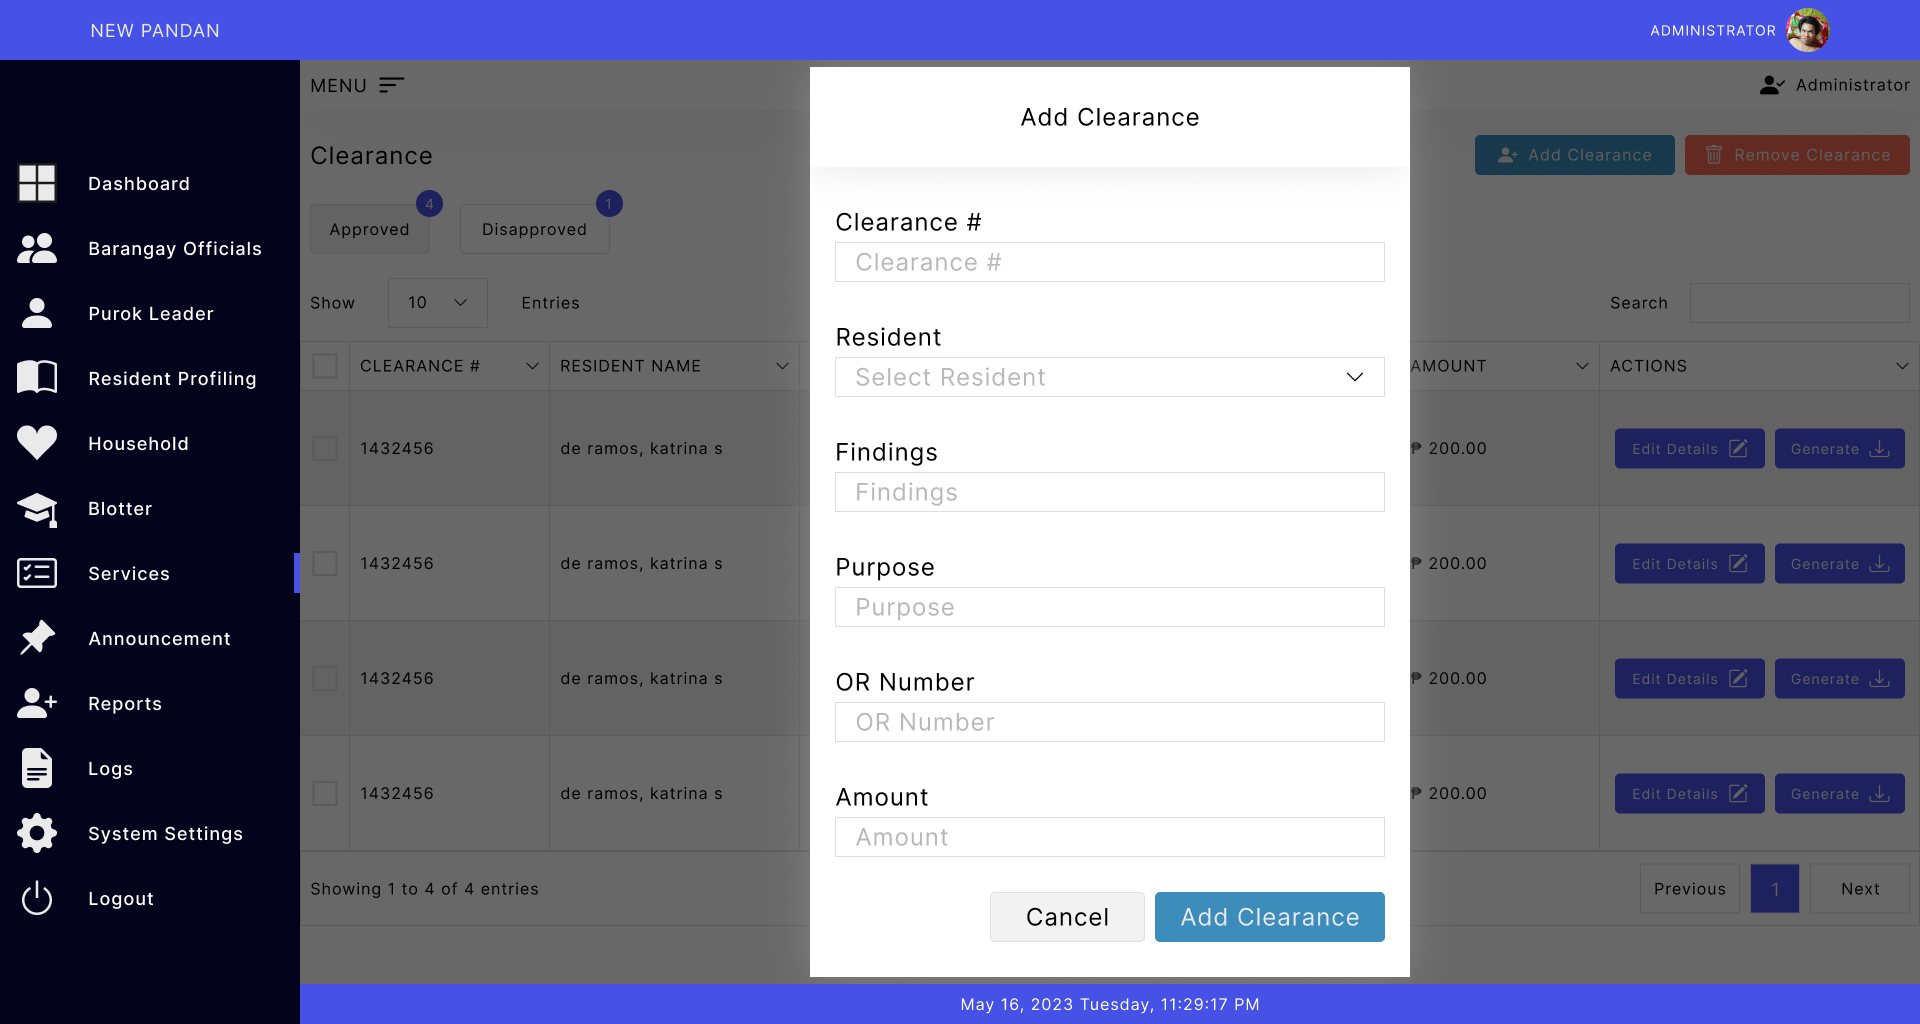 NEW PANDAN
ADMINISTRATOR
MENU
Administrator
Dashboard
Barangay Officials
Purok Leader
Resident Profiling
Household
Blotter
Services
Announcement
Reports
Logs
System Settings
Logout
Clearance
Add Clearance
Remove Clearance
Approved
4
Disapproved
1
Show
10
Entries
Search
CLEARANCE #
RESIDENT NAME
AMOUNT
ACTIONS
1432456
de ramos, katrina s
₱ 200.00
Edit Details
Generate
1432456
de ramos, katrina s
₱ 200.00
Edit Details
Generate
1432456
de ramos, katrina s
₱ 200.00
Edit Details
Generate
1432456
de ramos, katrina s
₱ 200.00
Edit Details
Generate
Showing 1 to 4 of 4 entries
Previous
1
Next
Add Clearance
Clearance #
Clearance #
Resident
Select Resident
Findings
Findings
Purpose
Purpose
OR Number
OR Number
Amount
Amount
Cancel
Add Clearance
May 16, 2023 Tuesday, 11:29:17 PM